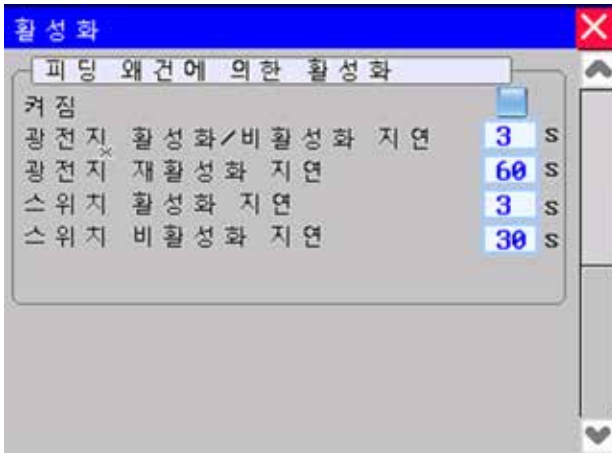 활성화
피딩 왜건에 의한 활성화
켜짐
광전지 활성화/비활성화 지연 3 s
광전지 재활성화 지연 60 s
스위치 활성화 지연 3 s
스위치 비활성화 지연 30 s